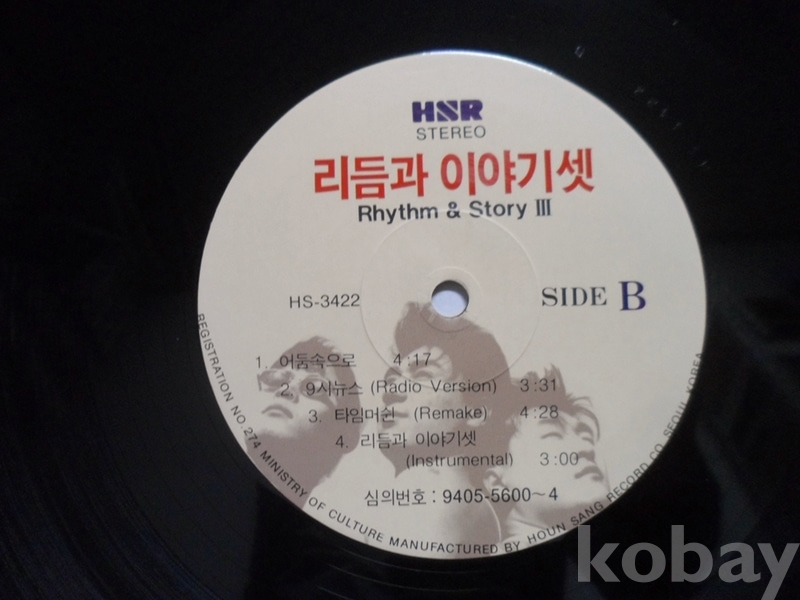 HSR
STEREO
리듬과 이야기셋
Rhythm & Story III
HS-3422
SIDE B
1. 어둠속으로 4:17
2. 9시뉴스 (Radio Version) 3:31
3. 타임머쉰 (Remake) 4:28
4. 리듬과 이야기셋
(Instrumental) 3:00
심의번호 : 9405-5600~4
REGISTRATION NO.274 MINISTRY OF CULTURE MANUFACTURED BY HOUN SANG RECORD CO. SEOUL KOREA
kobay